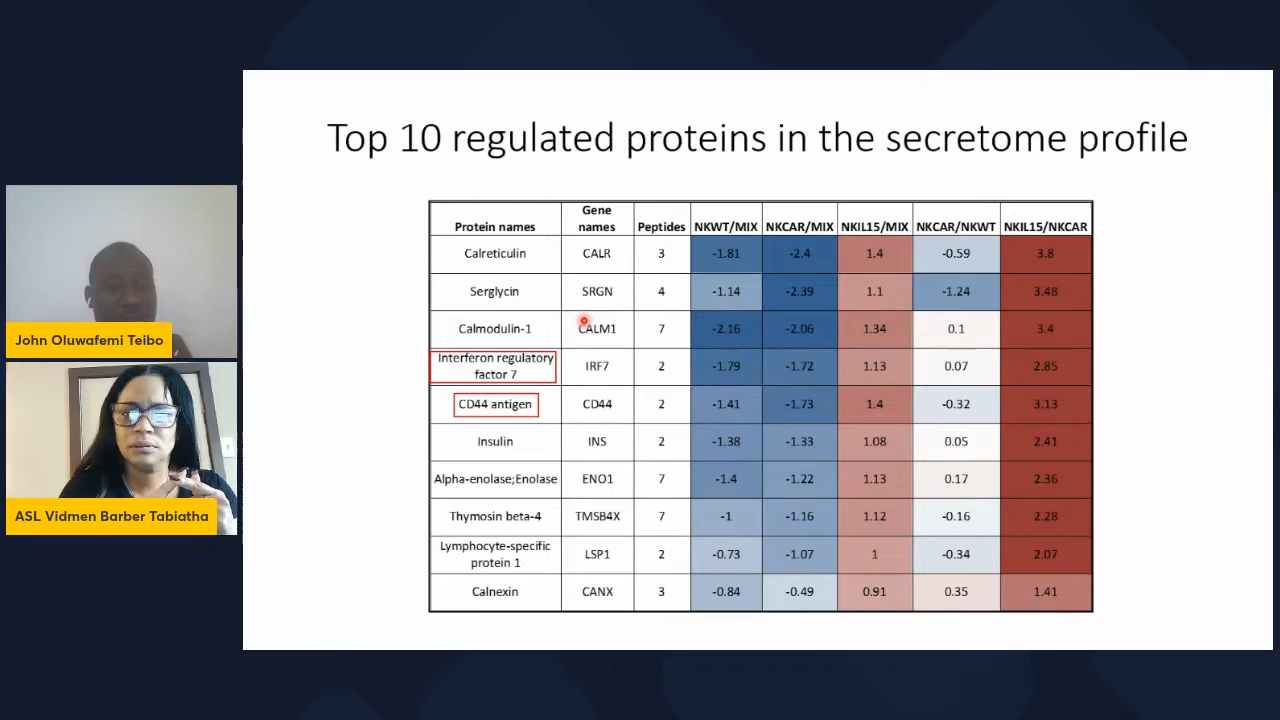 Top 10 regulated proteins in the secretome profile
Protein names Gene names Peptides NKWT/MIX NKCAR/MIX NKIL15/MIX NKCAR/NKWT NKIL15/NKCAR
Calreticulin CALR 3 -1.81 -2.4 1.4 -0.59 3.8
Serglycin SRGN 4 -1.14 -2.39 1.1 -1.24 3.48
Calmodulin-1 CALM1 7 -2.16 -2.06 1.34 0.1 3.4
Interferon regulatory factor 7 IRF7 2 -1.79 -1.72 1.13 0.07 2.85
CD44 antigen CD44 2 -1.41 -1.73 1.4 -0.32 3.13
Insulin INS 2 -1.38 -1.33 1.08 0.05 2.41
Alpha-enolase;Enolase ENO1 7 -1.4 -1.22 1.13 0.17 2.36
Thymosin beta-4 TMSB4X 7 -1 -1.16 1.12 -0.16 2.28
Lymphocyte-specific protein 1 LSP1 2 -0.73 -1.07 1 -0.34 2.07
Calnexin CANX 3 -0.84 -0.49 0.91 0.35 1.41
John Oluwafemi Teibo
ASL Vidmen Barber Tabiatha